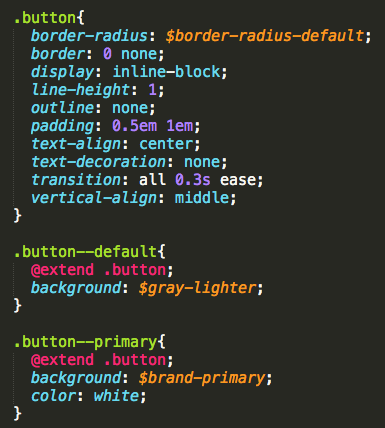 .button{
  border-radius: $border-radius-default;
  border: 0 none;
  display: inline-block;
  line-height: 1;
  outline: none;
  padding: 0.5em 1em;
  text-align: center;
  text-decoration: none;
  transition: all 0.3s ease;
  vertical-align: middle;
}

.button--default{
  @extend .button;
  background: $gray-lighter;
}

.button--primary{
  @extend .button;
  background: $brand-primary;
  color: white;
}